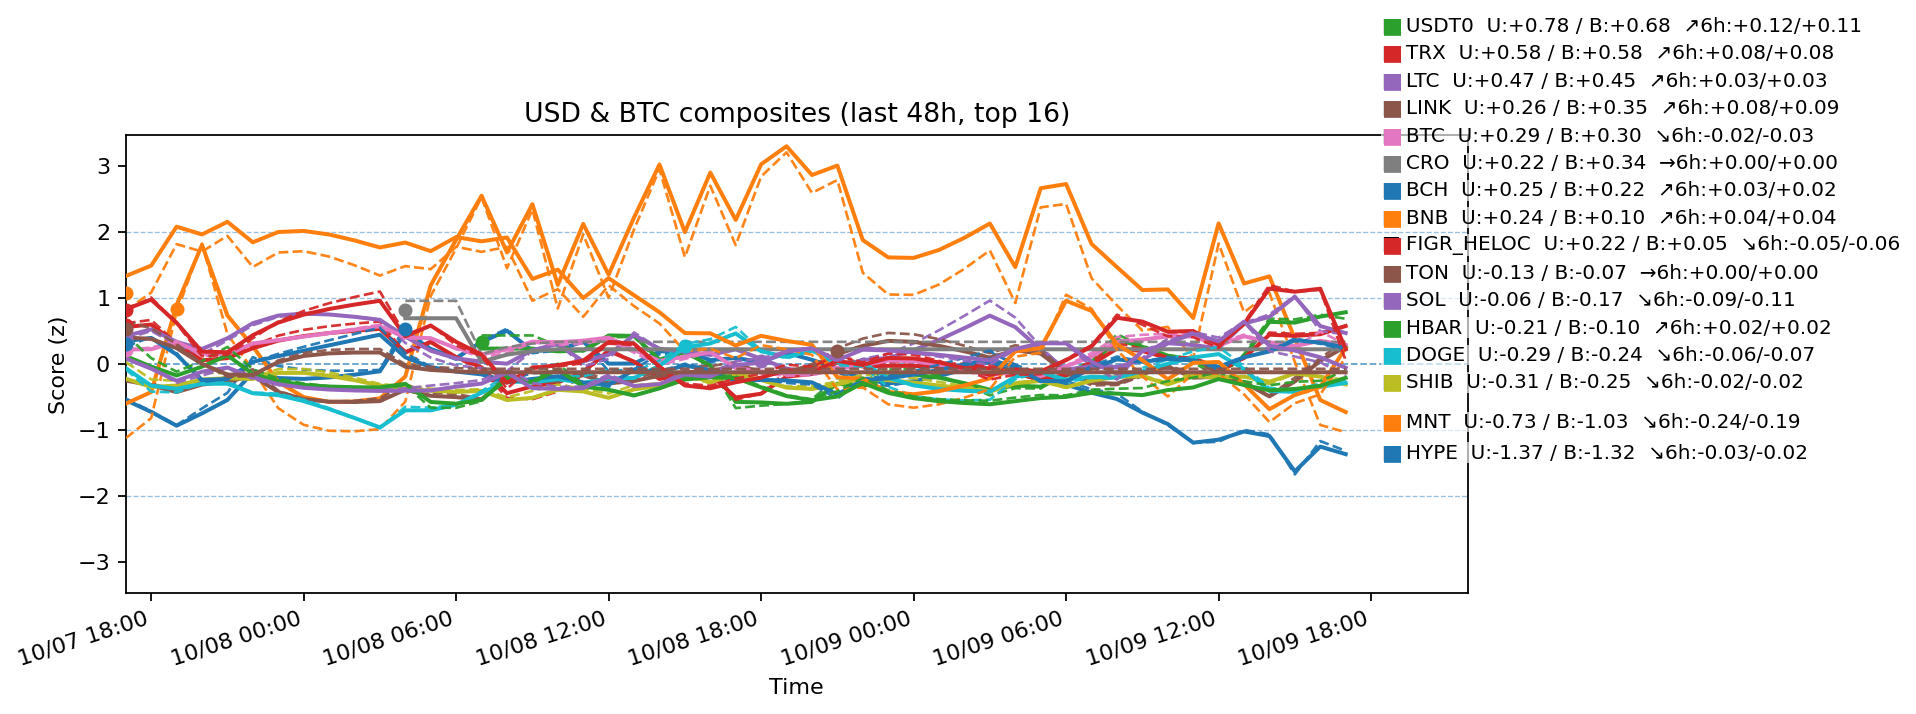 USD & BTC composites (last 48h, top 16)
USDT0 U:+0.78 / B:+0.68 ↗6h:+0.12/+0.11
TRX U:+0.58 / B:+0.58 ↗6h:+0.08/+0.08
LTC U:+0.47 / B:+0.45 ↗6h:+0.03/+0.03
LINK U:+0.26 / B:+0.35 ↗6h:+0.08/+0.09
BTC U:+0.29 / B:+0.30 ↘6h:-0.02/-0.03
CRO U:+0.22 / B:+0.34 →6h:+0.00/+0.00
BCH U:+0.25 / B:+0.22 ↗6h:+0.03/+0.02
BNB U:+0.24 / B:+0.10 ↗6h:+0.04/+0.04
FIGR_HELOC U:+0.22 / B:+0.05 ↘6h:-0.05/-0.06
TON U:-0.13 / B:-0.07 →6h:+0.00/+0.00
SOL U:-0.06 / B:-0.17 ↘6h:-0.09/-0.11
HBAR U:-0.21 / B:-0.10 ↗6h:+0.02/+0.02
DOGE U:-0.29 / B:-0.24 ↘6h:-0.06/-0.07
SHIB U:-0.31 / B:-0.25 ↘6h:-0.02/-0.02
MNT U:-0.73 / B:-1.03 ↘6h:-0.24/-0.19
HYPE U:-1.37 / B:-1.32 ↘6h:-0.03/-0.02
Score (z)
3
2
1
0
−1
−2
−3
10/07 18:00
10/08 00:00
10/08 06:00
10/08 12:00
10/08 18:00
10/09 00:00
10/09 06:00
10/09 12:00
10/09 18:00
Time